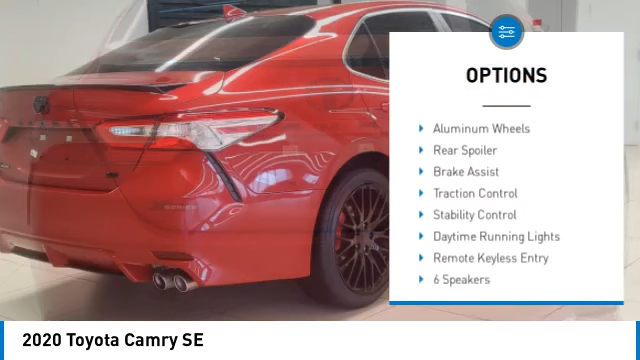 OPTIONS
Aluminum Wheels
Rear Spoiler
Brake Assist
Traction Control
Stability Control
Daytime Running Lights
Remote Keyless Entry
6 Speakers
2020 Toyota Camry SE